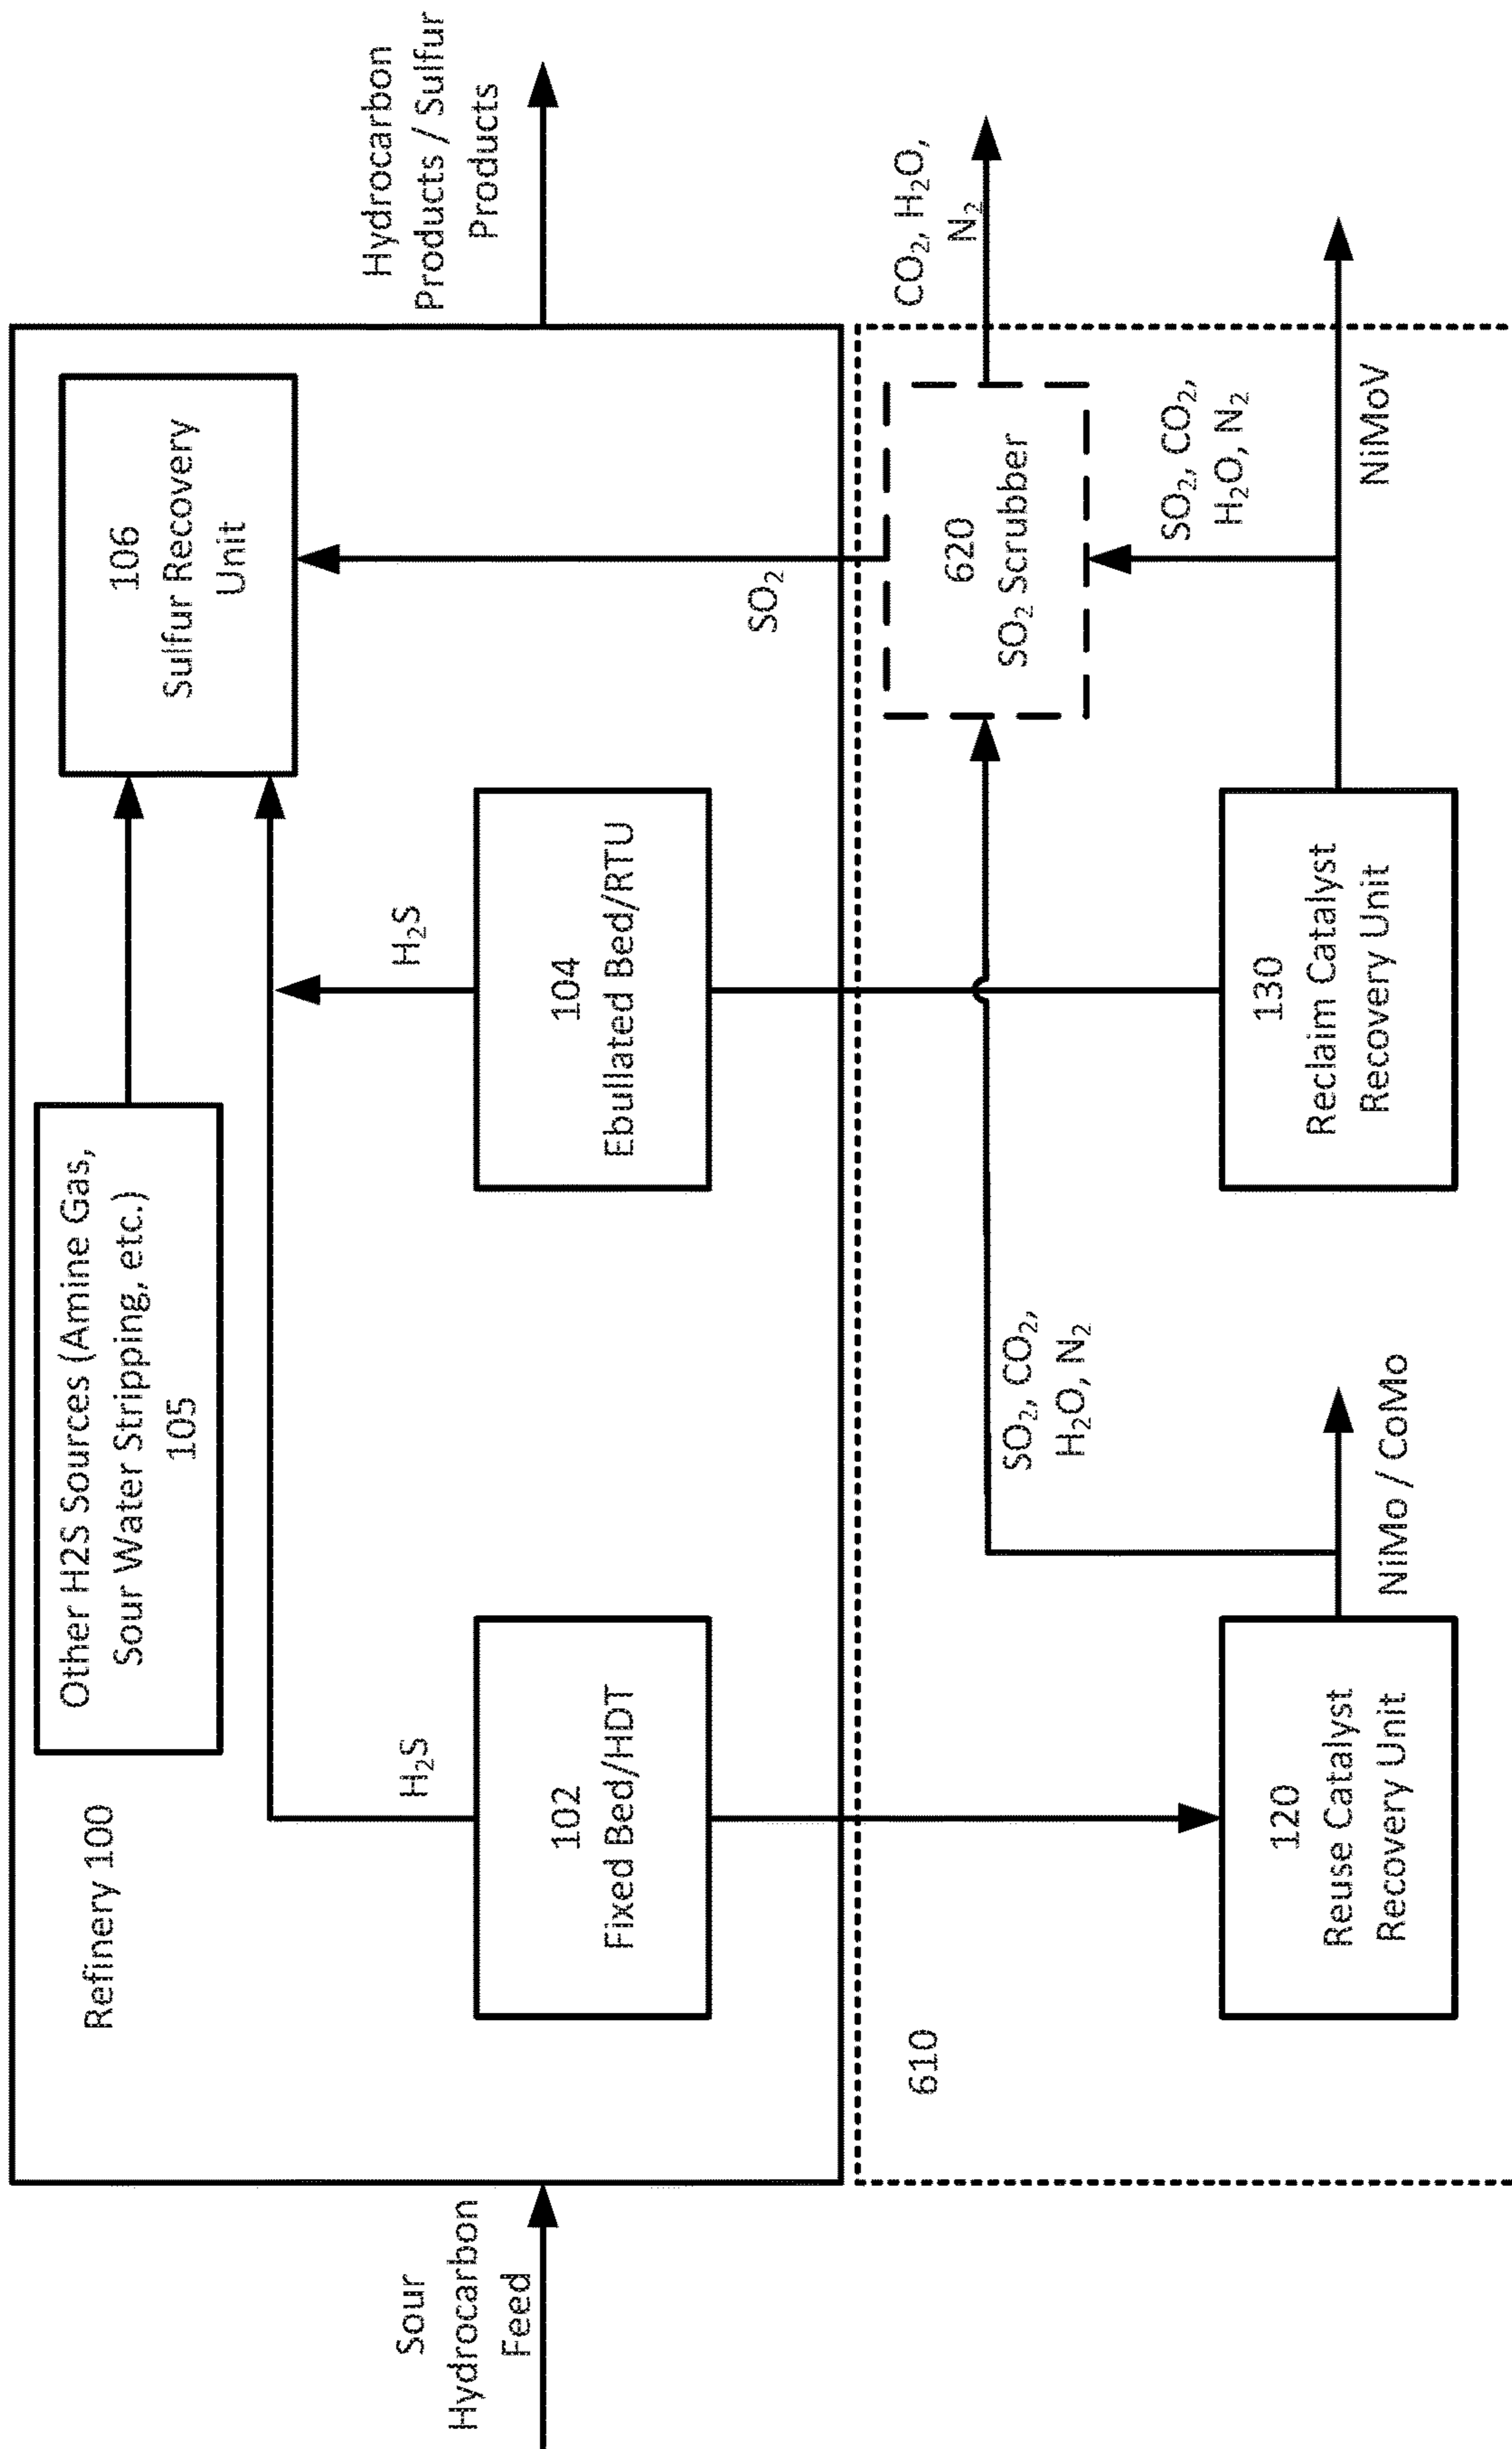 Refinery 100
Other H2S Sources (Amine Gas,
Sour Water Stripping, etc.)
105
106
Sulfur Recovery
Unit
Sour
Hydrocarbon
Feed
H₂S
102
Fixed Bed/HDT
H₂S
104
Ebullated Bed/RTU
Hydrocarbon
Products / Sulfur
Products
SO₂
610
SO₂, CO₂,
H₂O, N₂
620
SO₂ Scrubber
CO₂, H₂O,
N₂
SO₂, CO₂,
H₂O, N₂
120
Reuse Catalyst
Recovery Unit
NiMo / CoMo
130
Reclaim Catalyst
Recovery Unit
NiMoV